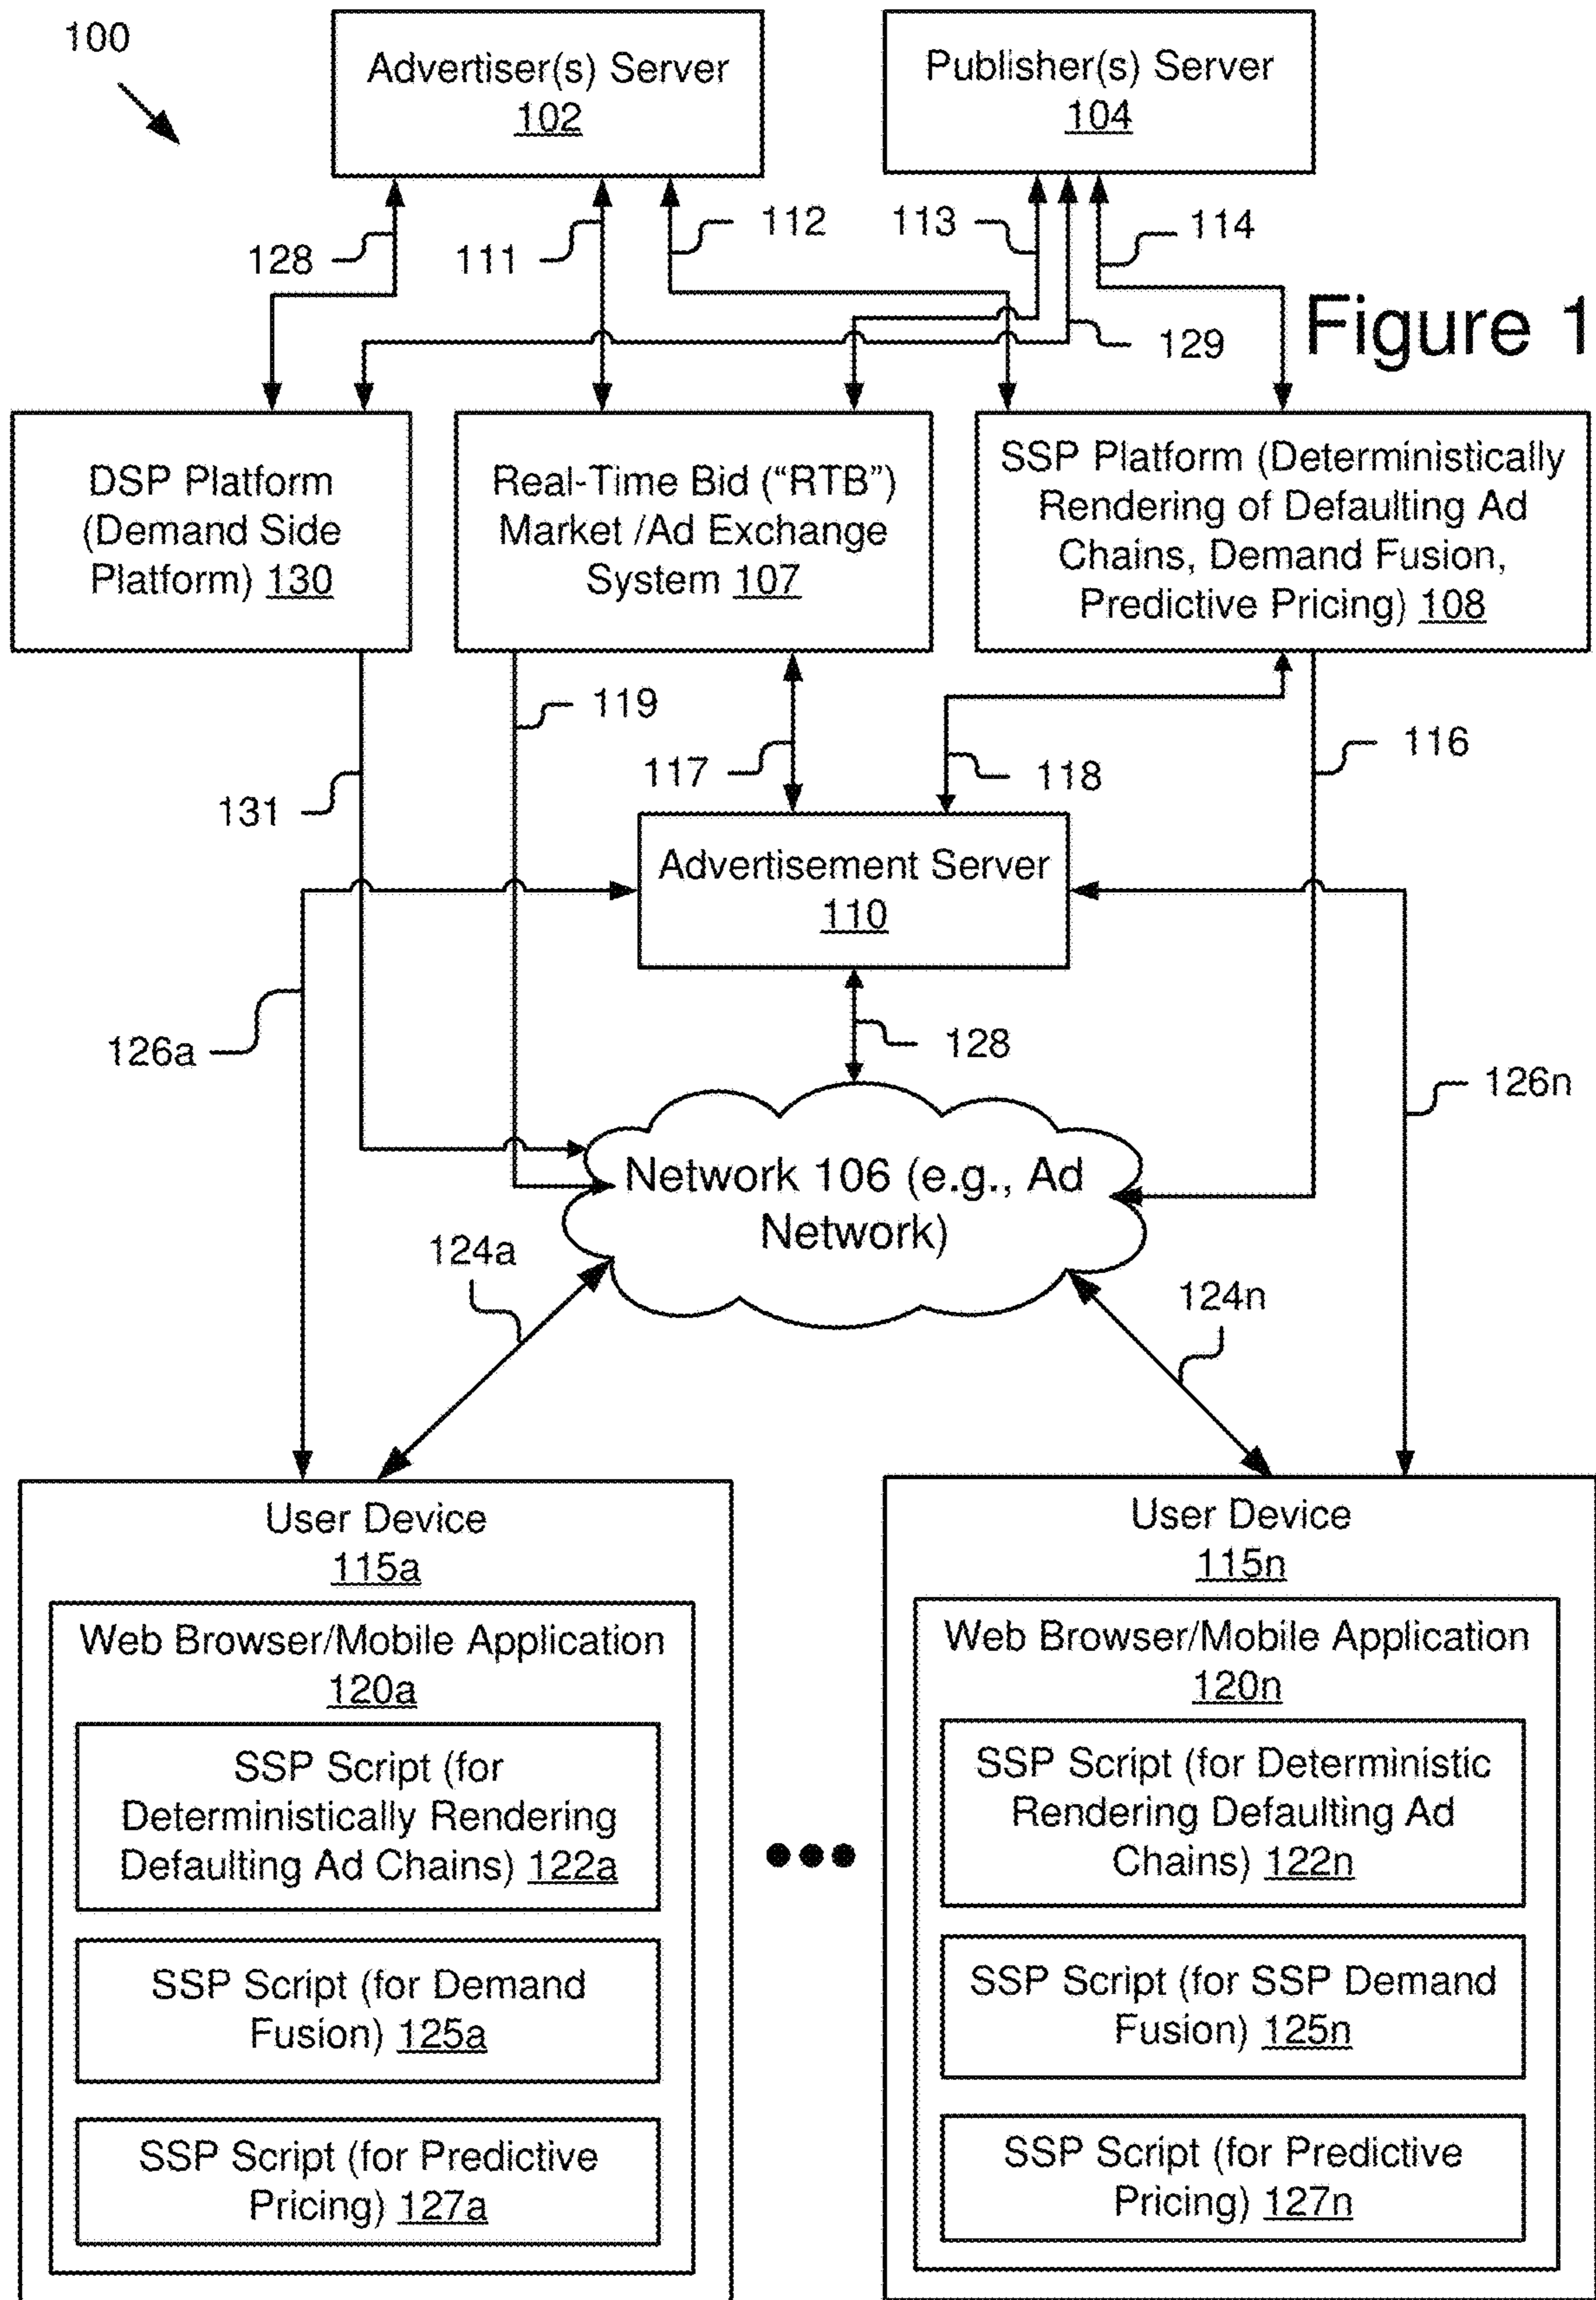 100
Advertiser(s) Server
102
Publisher(s) Server
104
128
111
112
113
114
129
Figure 1
DSP Platform
(Demand Side
Platform) 130
Real-Time Bid (“RTB”)
Market /Ad Exchange
System 107
SSP Platform (Deterministically
Rendering of Defaulting Ad
Chains, Demand Fusion,
Predictive Pricing) 108
119
117
118
116
131
Advertisement Server
110
126a
128
126n
Network 106 (e.g., Ad
Network)
124a
124n
User Device
115a
Web Browser/Mobile Application
120a
SSP Script (for
Deterministically Rendering
Defaulting Ad Chains) 122a
SSP Script (for Demand
Fusion) 125a
SSP Script (for Predictive
Pricing) 127a
User Device
115n
Web Browser/Mobile Application
120n
SSP Script (for Deterministic
Rendering Defaulting Ad
Chains) 122n
SSP Script (for SSP Demand
Fusion) 125n
SSP Script (for Predictive
Pricing) 127n